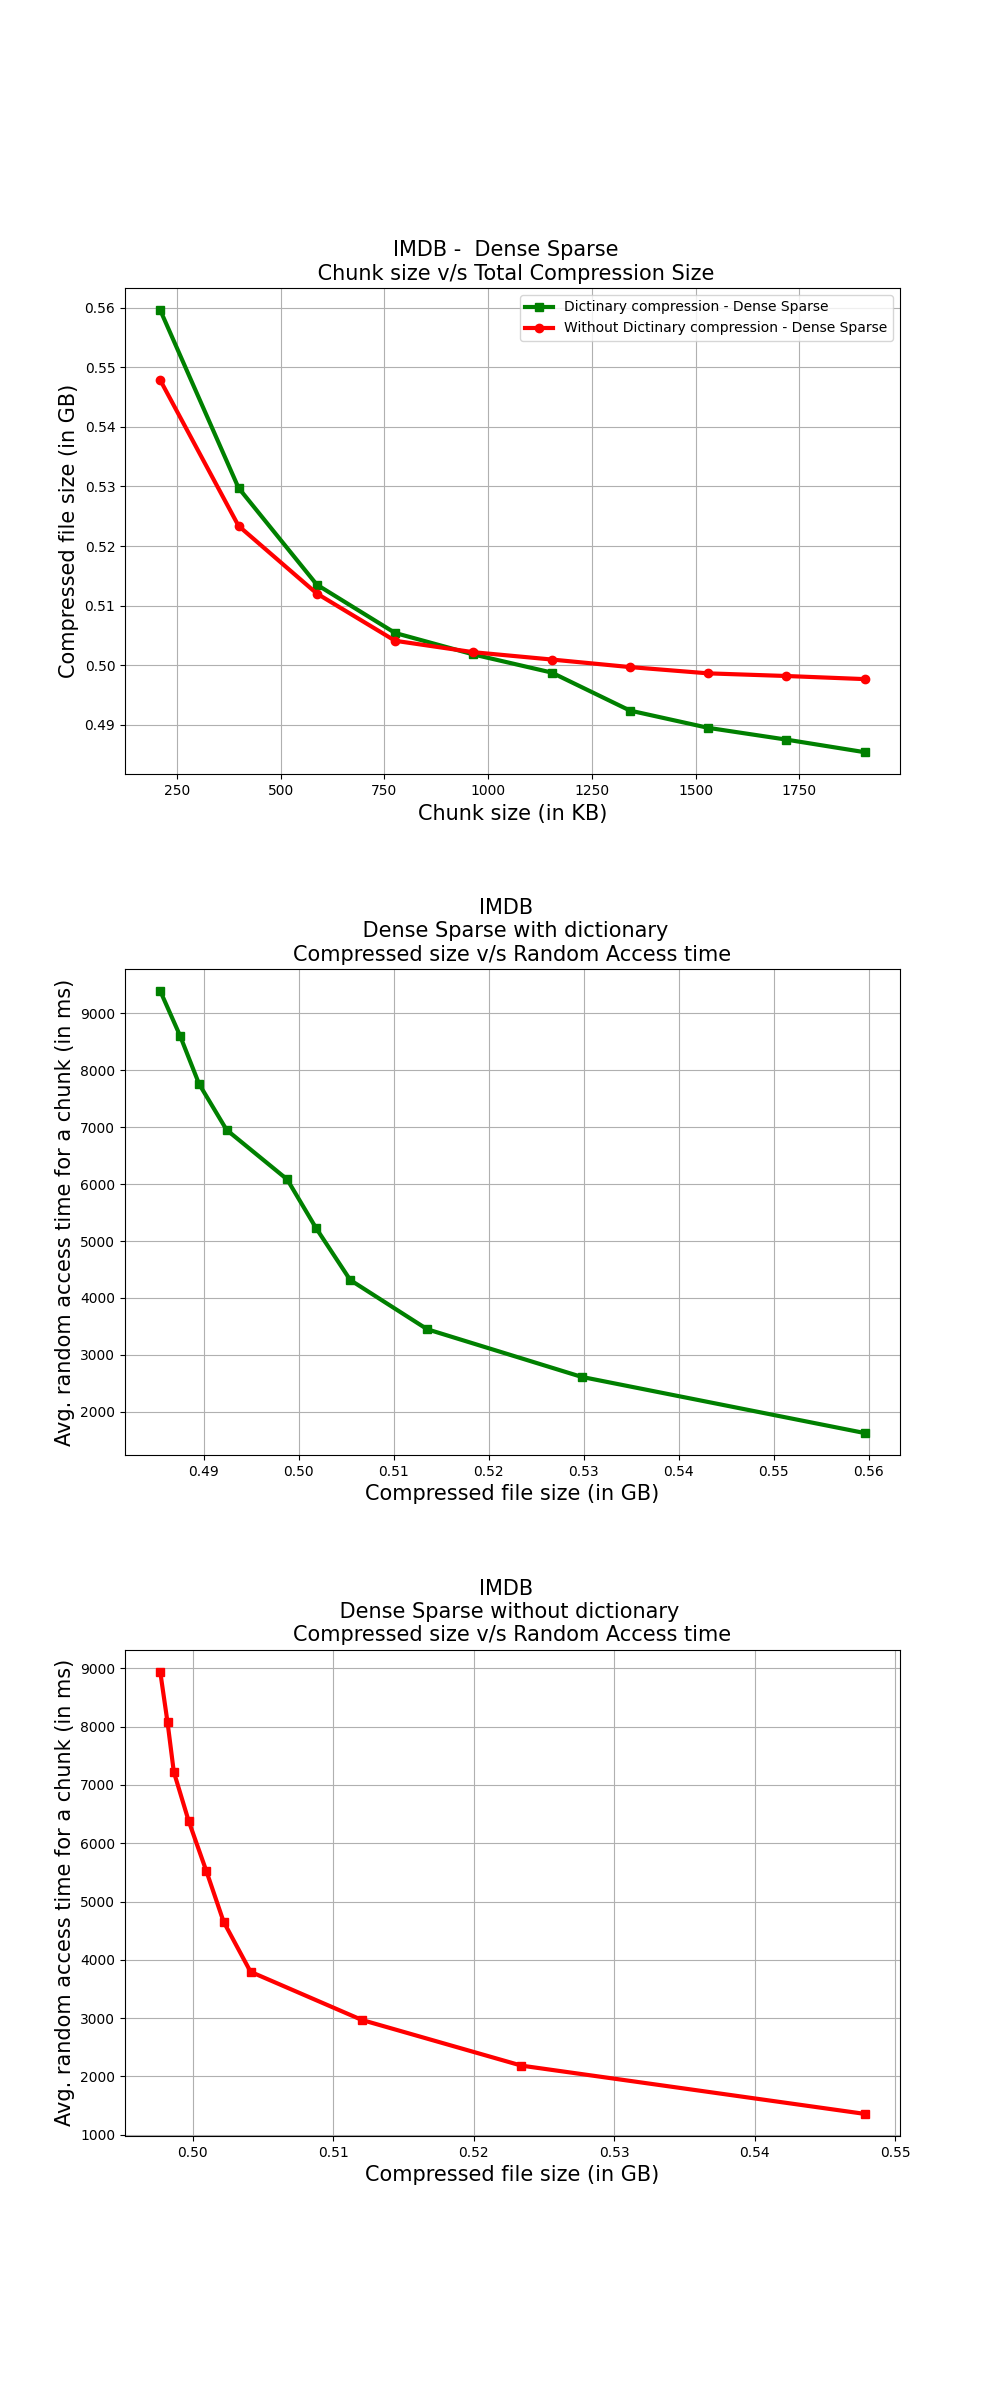 IMDB -  Dense Sparse
Chunk size v/s Total Compression Size
Dictinary compression - Dense Sparse
Without Dictinary compression - Dense Sparse
Compressed file size (in GB)
0.56
0.55
0.54
0.53
0.52
0.51
0.50
0.49
250 500 750 1000 1250 1500 1750
Chunk size (in KB)
IMDB
Dense Sparse with dictionary
Compressed size v/s Random Access time
Avg. random access time for a chunk (in ms)
9000
8000
7000
6000
5000
4000
3000
2000
0.49 0.50 0.51 0.52 0.53 0.54 0.55 0.56
Compressed file size (in GB)
IMDB
Dense Sparse without dictionary
Compressed size v/s Random Access time
Avg. random access time for a chunk (in ms)
9000
8000
7000
6000
5000
4000
3000
2000
1000
0.50 0.51 0.52 0.53 0.54 0.55
Compressed file size (in GB)